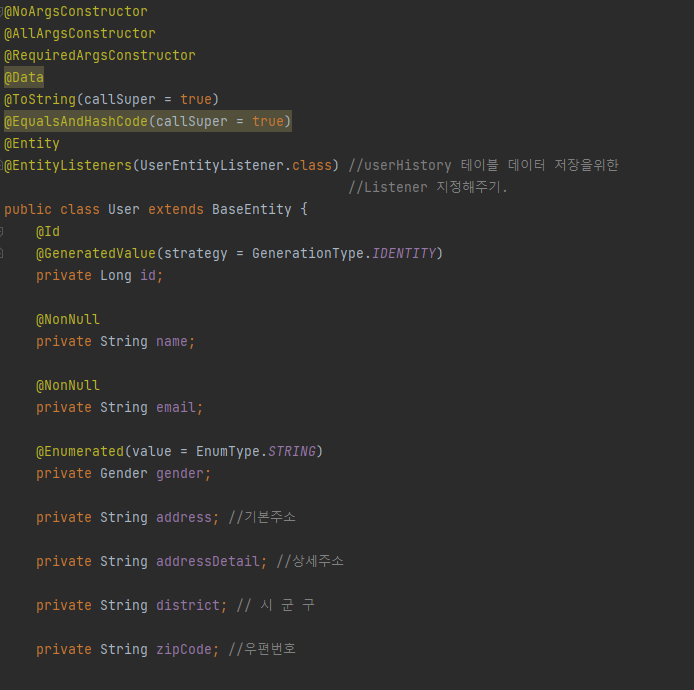 @NoArgsConstructor
@AllArgsConstructor
@RequiredArgsConstructor
@Data
@ToString(callSuper = true)
@EqualsAndHashCode(callSuper = true)
@Entity
@EntityListeners(UserEntityListener.class) //userHistory 테이블 데이터 저장을위한
//Listener 지정해주기.
public class User extends BaseEntity {
@Id
@GeneratedValue(strategy = GenerationType.IDENTITY)
private Long id;
@NonNull
private String name;
@NonNull
private String email;
@Enumerated(value = EnumType.STRING)
private Gender gender;
private String address; //기본주소
private String addressDetail; //상세주소
private String district; // 시 군 구
private String zipCode; //우편번호